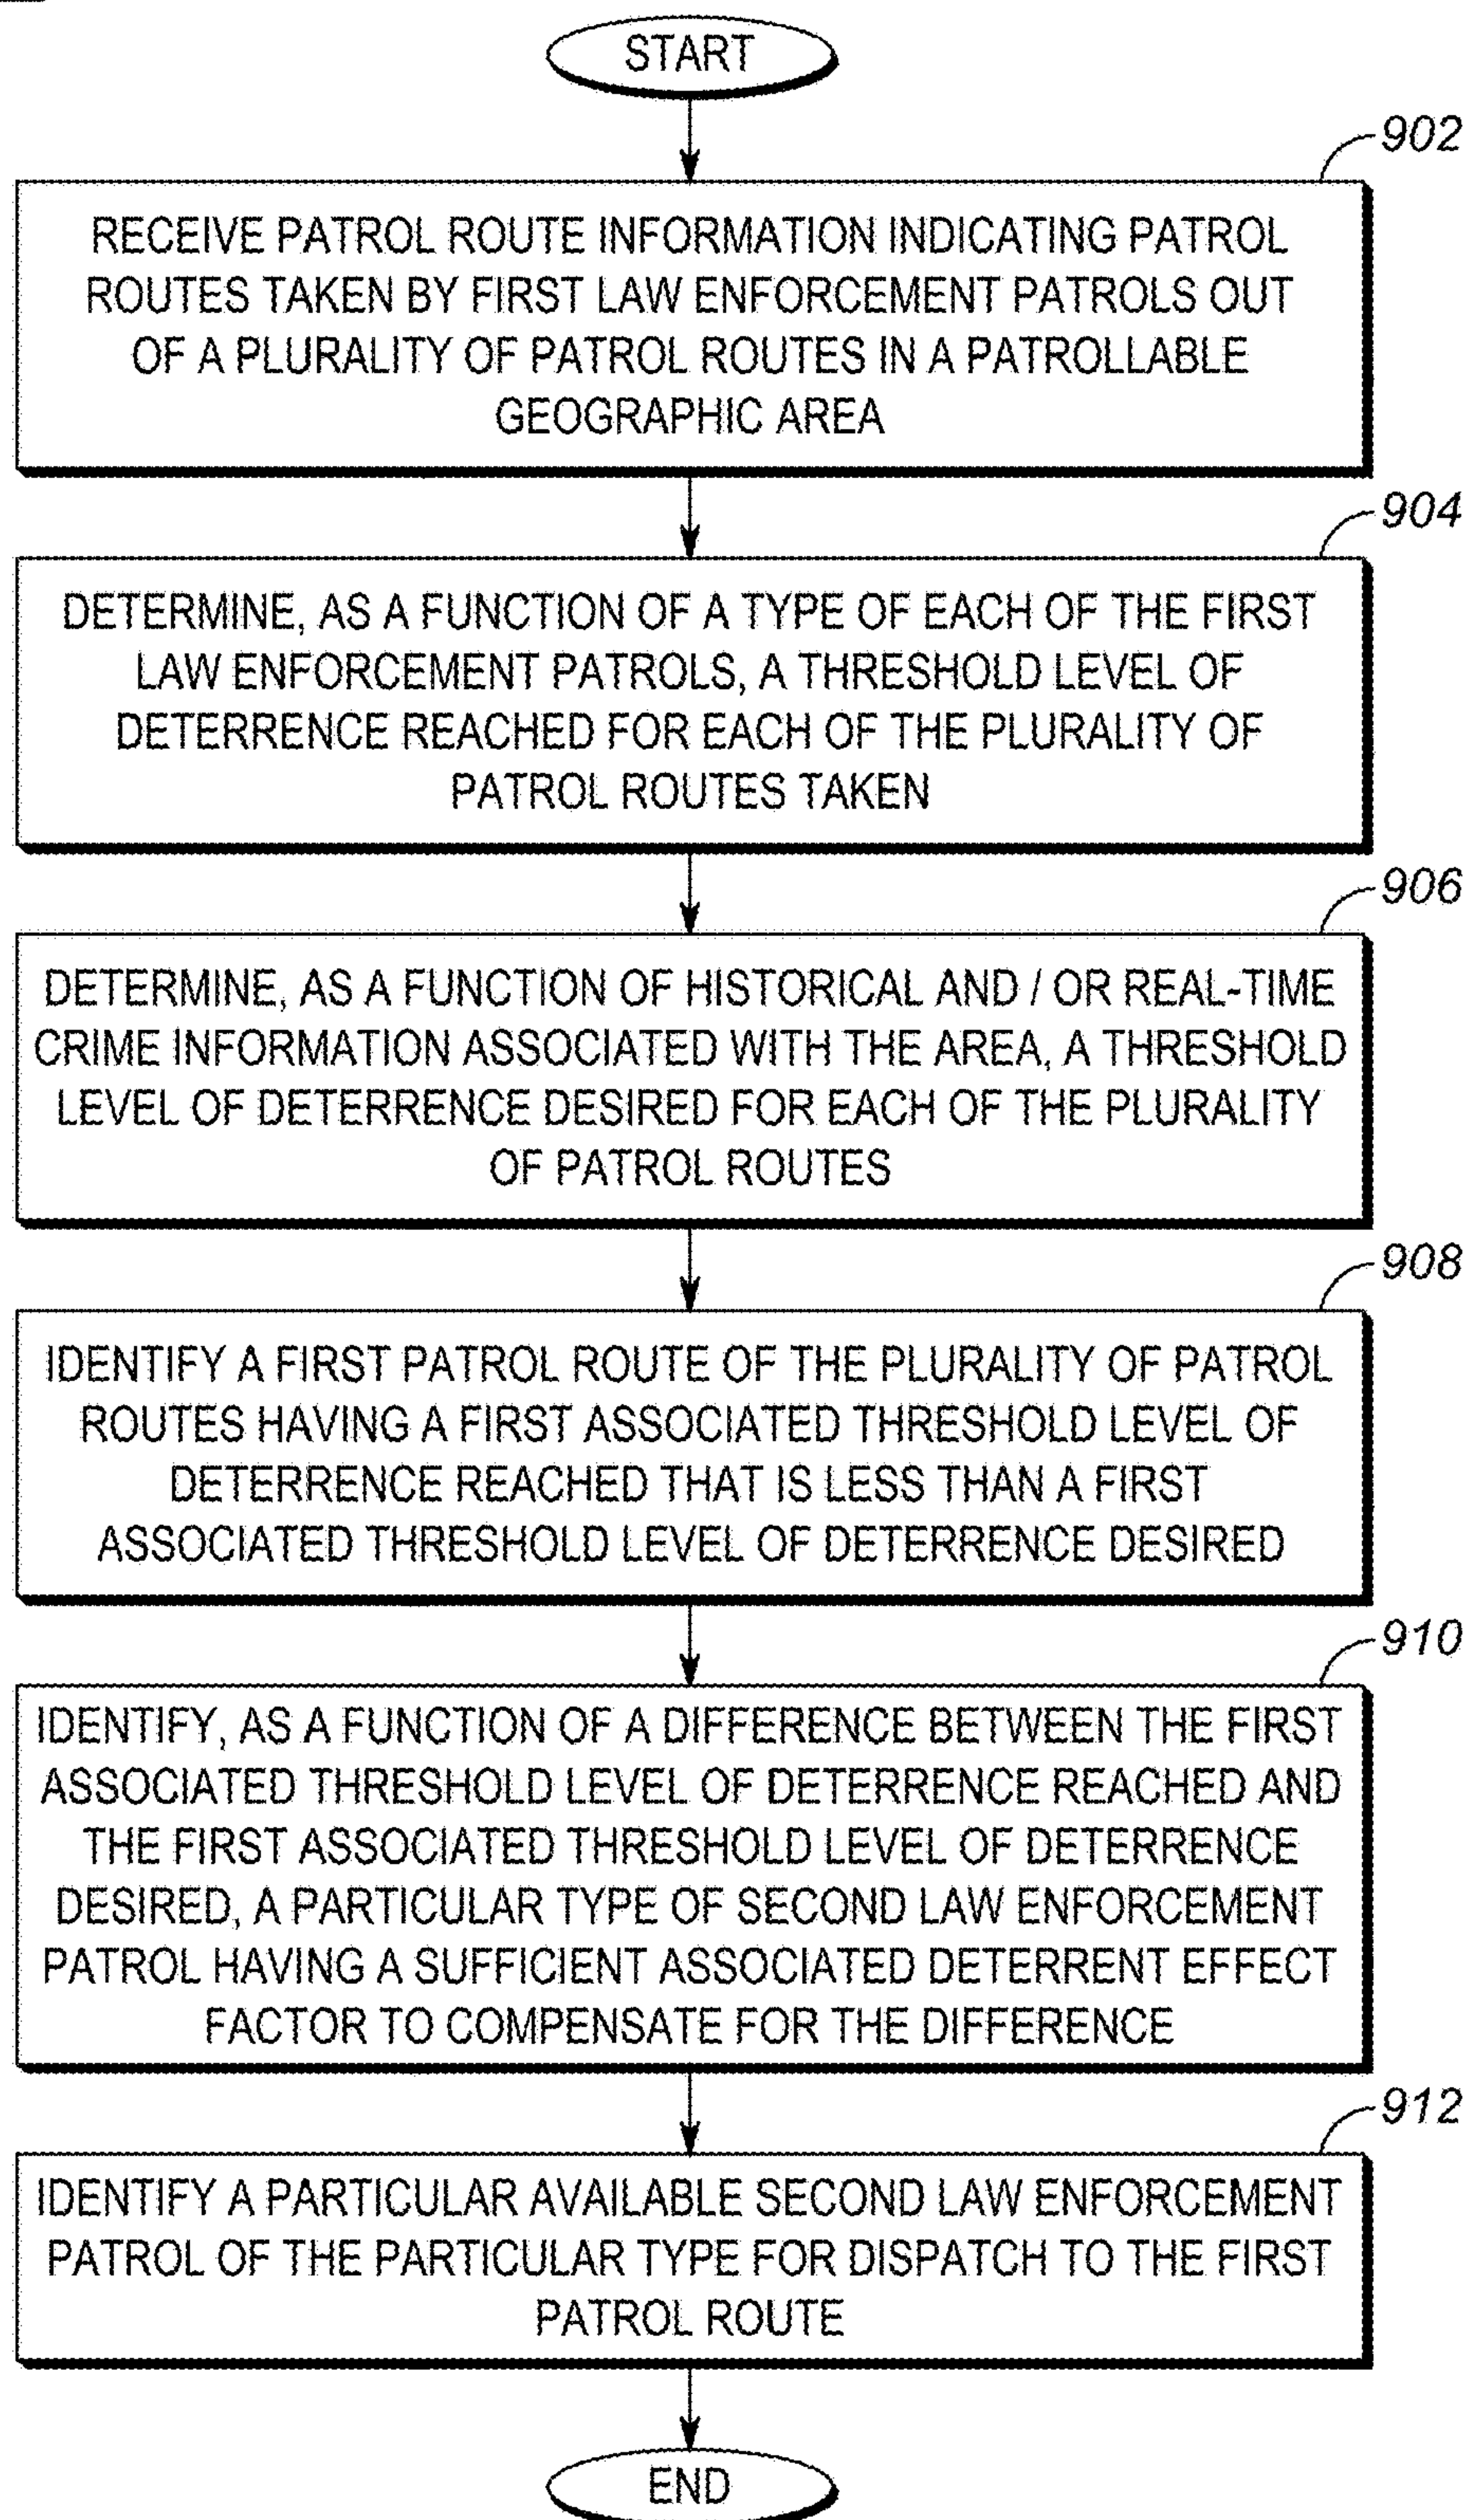 START
902
RECEIVE PATROL ROUTE INFORMATION INDICATING PATROL
ROUTES TAKEN BY FIRST LAW ENFORCEMENT PATROLS OUT
OF A PLURALITY OF PATROL ROUTES IN A PATROLLABLE
GEOGRAPHIC AREA
904
DETERMINE, AS A FUNCTION OF A TYPE OF EACH OF THE FIRST
LAW ENFORCEMENT PATROLS, A THRESHOLD LEVEL OF
DETERRENCE REACHED FOR EACH OF THE PLURALITY OF
PATROL ROUTES TAKEN
906
DETERMINE, AS A FUNCTION OF HISTORICAL AND / OR REAL-TIME
CRIME INFORMATION ASSOCIATED WITH THE AREA, A THRESHOLD
LEVEL OF DETERRENCE DESIRED FOR EACH OF THE PLURALITY
OF PATROL ROUTES
908
IDENTIFY A FIRST PATROL ROUTE OF THE PLURALITY OF PATROL
ROUTES HAVING A FIRST ASSOCIATED THRESHOLD LEVEL OF
DETERRENCE REACHED THAT IS LESS THAN A FIRST
ASSOCIATED THRESHOLD LEVEL OF DETERRENCE DESIRED
910
IDENTIFY, AS A FUNCTION OF A DIFFERENCE BETWEEN THE FIRST
ASSOCIATED THRESHOLD LEVEL OF DETERRENCE REACHED AND
THE FIRST ASSOCIATED THRESHOLD LEVEL OF DETERRENCE
DESIRED, A PARTICULAR TYPE OF SECOND LAW ENFORCEMENT
PATROL HAVING A SUFFICIENT ASSOCIATED DETERRENT EFFECT
FACTOR TO COMPENSATE FOR THE DIFFERENCE
912
IDENTIFY A PARTICULAR AVAILABLE SECOND LAW ENFORCEMENT
PATROL OF THE PARTICULAR TYPE FOR DISPATCH TO THE FIRST
PATROL ROUTE
END